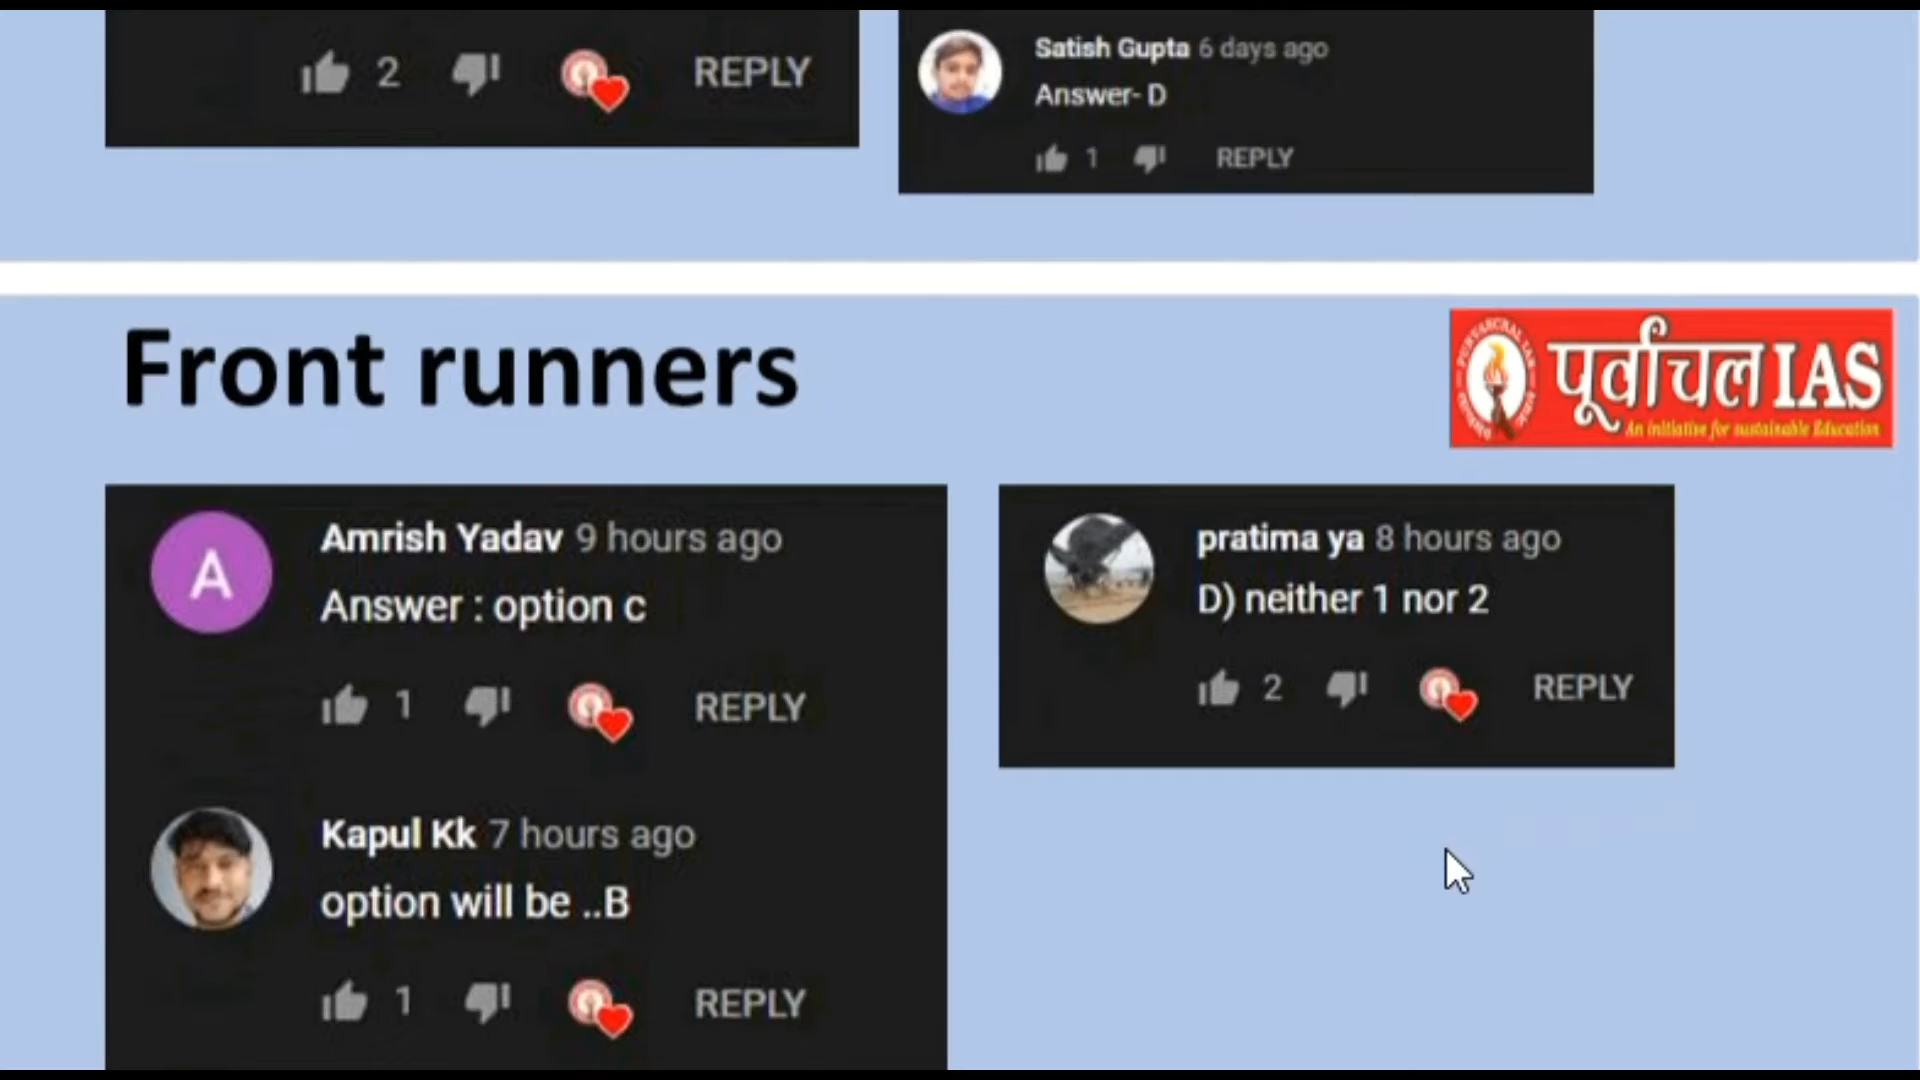 2 REPLY
Satish Gupta 6 days ago
Answer- D
1 REPLY
Front runners
पूर्वांचल IAS
An initiative for sustainable Education
A
Amrish Yadav 9 hours ago
Answer : option c
1 REPLY
Kapul Kk 7 hours ago
option will be ..B
1 REPLY
pratima ya 8 hours ago
D) neither 1 nor 2
2 REPLY